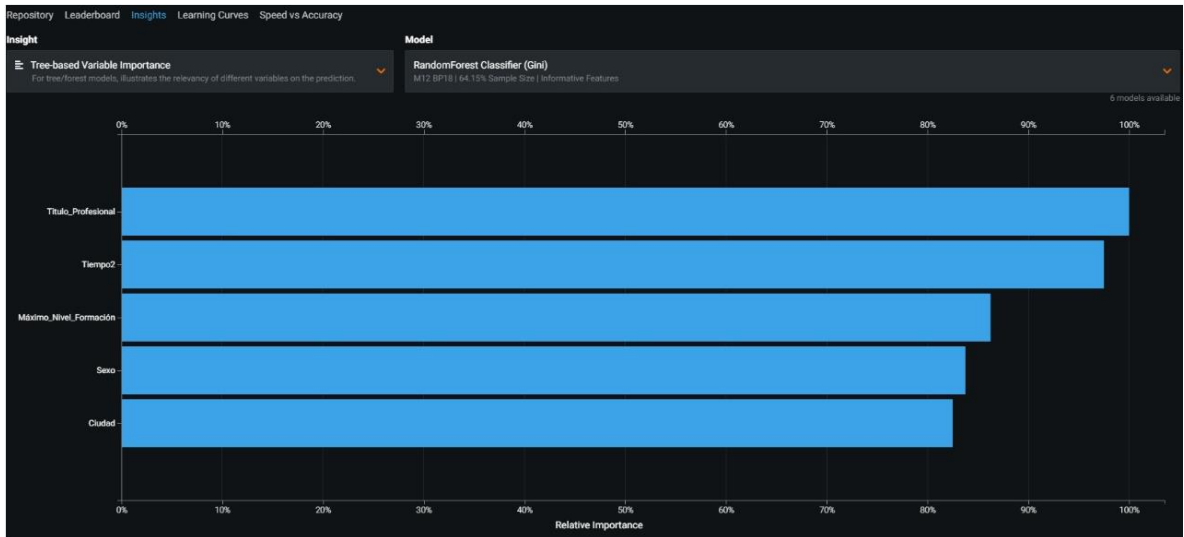 Repository Leaderboard Insights Learning Curves Speed vs Accuracy
Insight Model
Tree-based Variable Importance
For tree/forest models, illustrates the relevancy of different variables on the prediction.
RandomForest Classifier (Gini)
M12 BP18 | 64.15% Sample Size | Informative Features
6 models available
0% 10% 20% 30% 40% 50% 60% 70% 80% 90% 100%
Título_Profesional
Tiempo2
Máximo_Nivel_Formación
Sexo
Ciudad
0% 10% 20% 30% 40% 50% 60% 70% 80% 90% 100%
Relative Importance